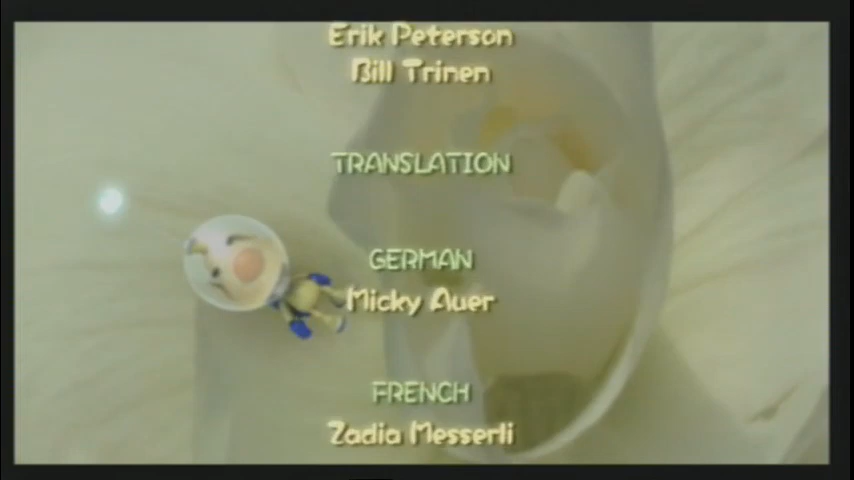 Erik Peterson
Bill Trinen
TRANSLATION
GERMAN
Micky Auer
FRENCH
Zadia Messerli